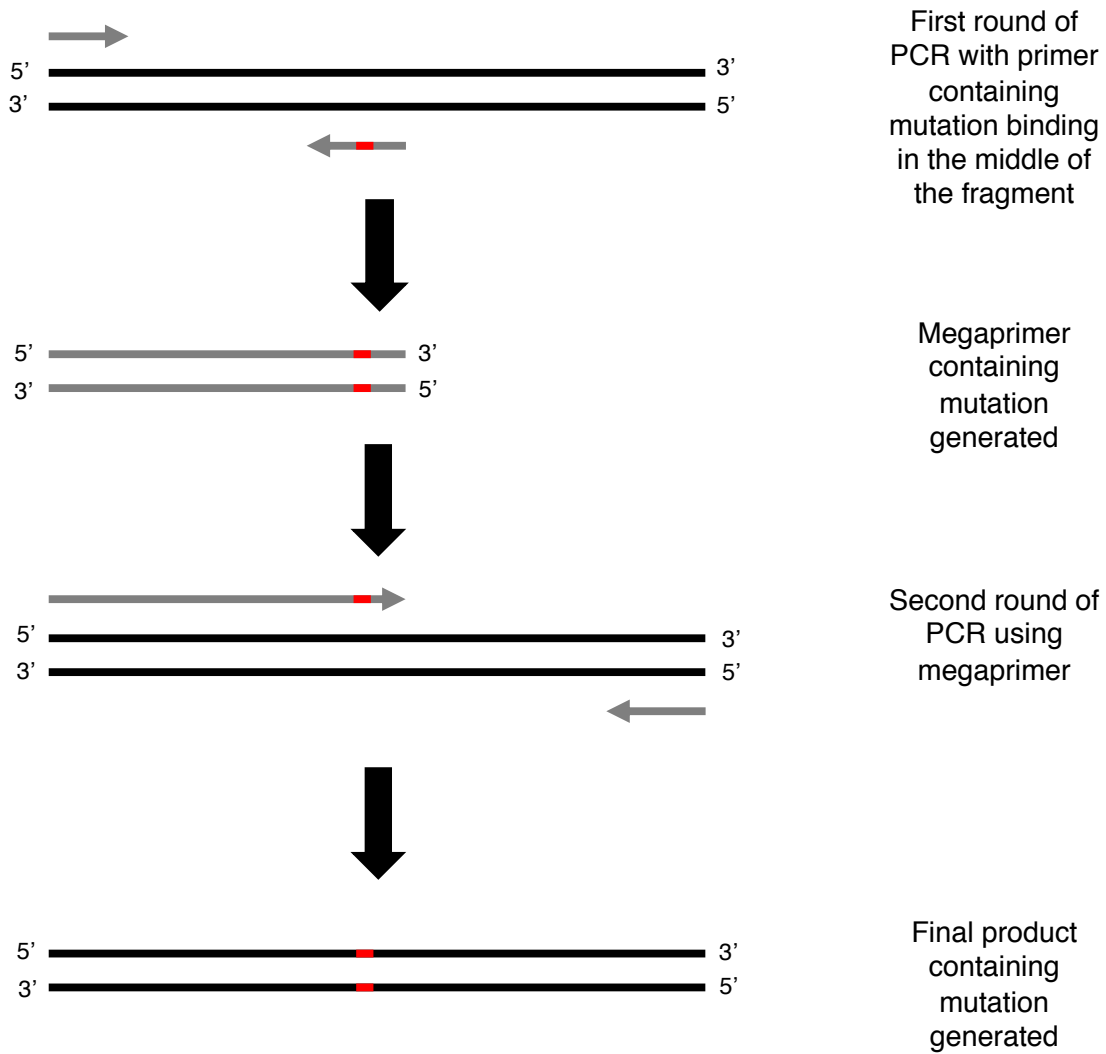 First round of
PCR with primer
containing
mutation binding
in the middle of
the fragment
5’ 3’
3’ 5’
Megaprimer
containing
mutation
generated
5’ 3’
3’ 5’
Second round of
PCR using
megaprimer
5’ 3’
3’ 5’
Final product
containing
mutation
generated
5’ 3’
3’ 5’